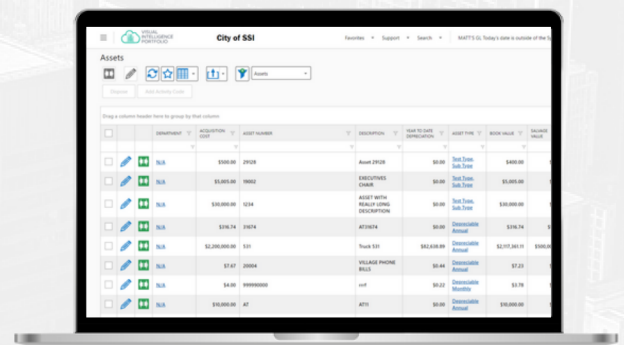 VISUAL
INTELLIGENCE
PORTFOLIO
City of SSI
Favorites Support Search MATT'S GL Today's date is outside of the
Assets
Assets
Dispose Add Activity Code
Drag a column header here to group by that column
DEPARTMENT ACQUISITION COST ASSET NUMBER DESCRIPTION YEAR TO DATE DEPRECIATION ASSET TYPE BOOK VALUE SALVAGE VALUE
N/A $500.00 29128 Asset 29128 $0.00 Test Type, Sub Type $400.00
N/A $5,005.00 19002 EXECUTIVES CHAIR $0.00 Test Type, Sub Type $5,005.00
N/A $30,000.00 1234 ASSET WITH REALLY LONG DESCRIPTION $0.00 Test Type, Sub Type $30,000.00
N/A $316.74 31674 AT31674 $0.00 Depreciable Annual $316.74
N/A $2,200,000.00 531 Truck 531 $82,638.89 Depreciable Annual $2,117,361.11 $500,0
N/A $7.67 20004 VILLAGE PHONE BILLS $0.44 Depreciable Annual $7.23
N/A $4.00 999990000 $0.22 Depreciable Monthly $3.78
N/A $10,000.00 AT AT11 $0.00 Depreciable Annual $10,000.00